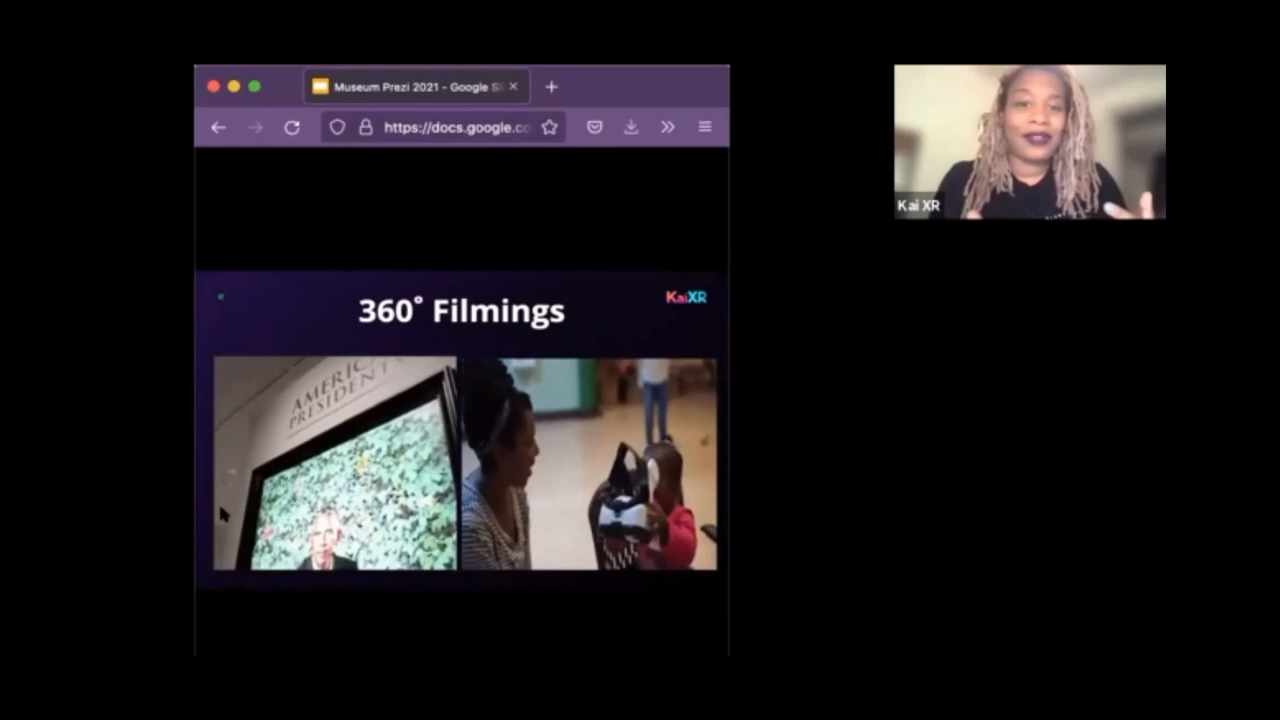 Museum Prezi 2021 - Google Sl
https://docs.google.co
360° Filmings
KaiXR
AMERIC
PRESIDENT
Kai XR